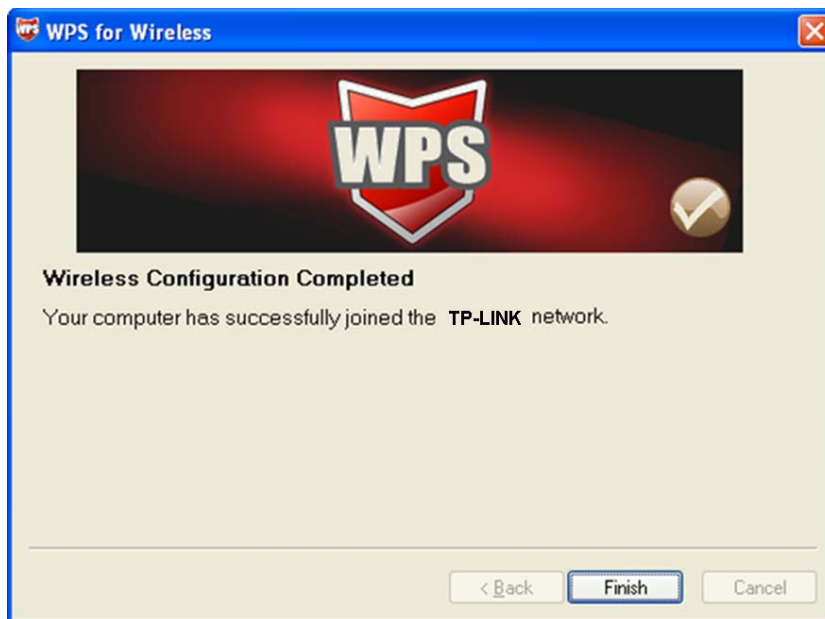 WPS for Wireless
WPS
Wireless Configuration Completed
Your computer has successfully joined the TP-LINK network.
< Back Finish Cancel